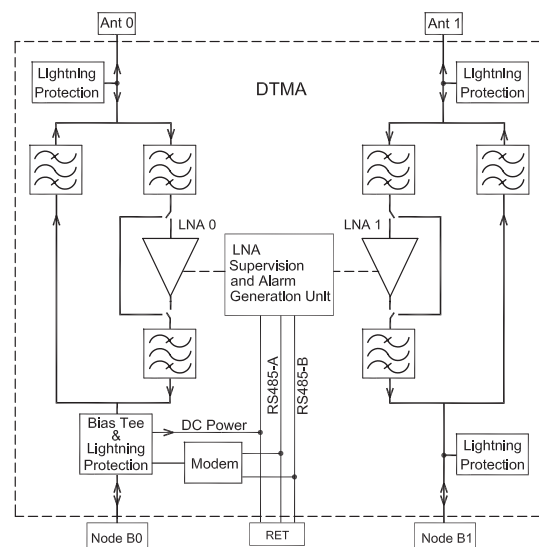 Ant 0
Ant 1
Lightning
Protection
DTMA
Lightning
Protection
LNA 0
LNA 1
LNA
Supervision
and Alarm
Generation Unit
RS485-A
RS485-B
Bias Tee
&
Lightning
Protection
DC Power
Modem
Lightning
Protection
Node B0
RET
Node B1